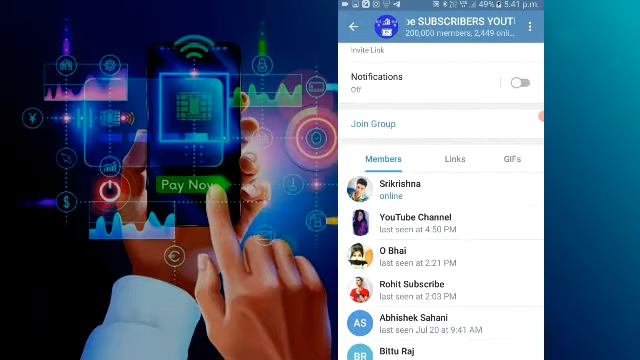 Pay Now
49% 5:41 p.m.
be SUBSCRIBERS YOUTU
200,000 members, 2,449 onli...
Invite Link
Notifications
Off
Join Group
Members Links GIFs
Srikrishna
online
YouTube Channel
last seen at 4:50 PM
O Bhai
last seen at 2:21 PM
Rohit Subscribe
last seen at 2:03 PM
AS
Abhishek Sahani
last seen Jul 20 at 9:41 AM
BR
Bittu Raj